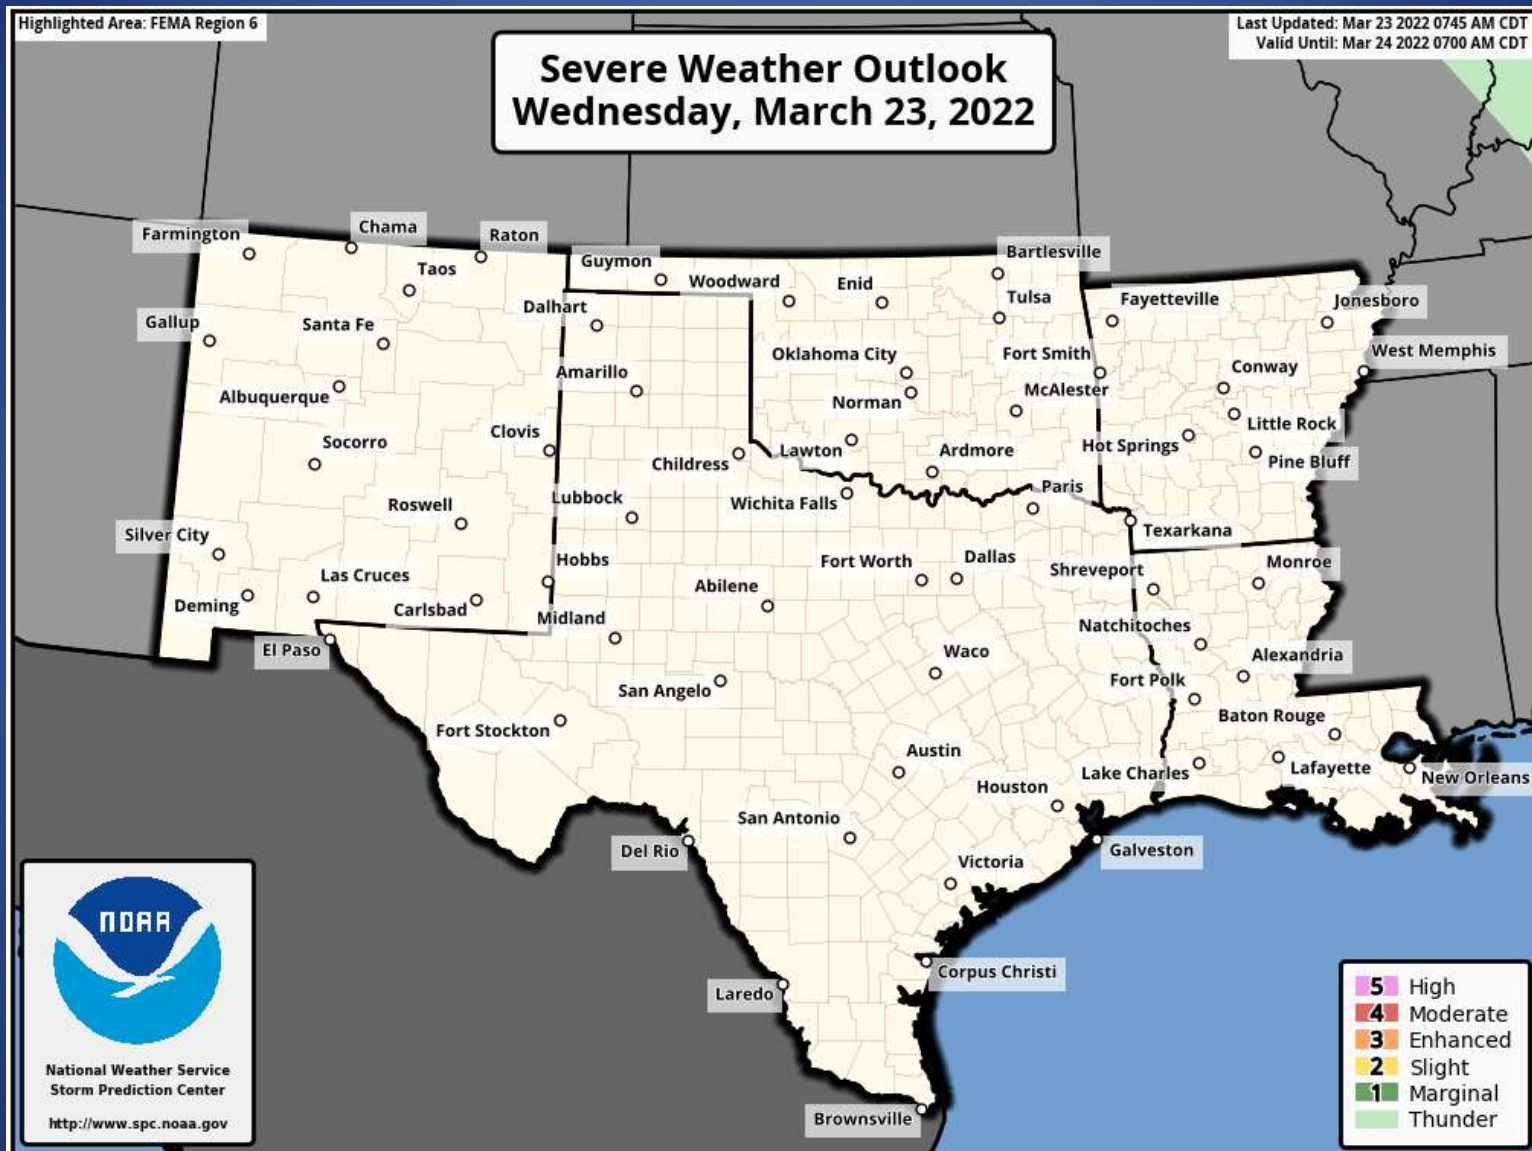 Highlighted Area: FEMA Region 6
Last Updated: Mar 23 2022 0745 AM CDT
Valid Until: Mar 24 2022 0700 AM CDT
Severe Weather Outlook
Wednesday, March 23, 2022
Farmington
Chama
Raton
Taos
Guymon
Woodward
Enid
Bartlesville
Tulsa
Fayetteville
Jonesboro
Gallup
Santa Fe
Dalhart
Oklahoma City
Fort Smith
West Memphis
Albuquerque
Amarillo
Norman
McAlester
Conway
Little Rock
Socorro
Clovis
Childress
Lawton
Ardmore
Hot Springs
Pine Bluff
Roswell
Lubbock
Wichita Falls
Paris
Texarkana
Silver City
Las Cruces
Hobbs
Abilene
Fort Worth
Dallas
Shreveport
Monroe
Deming
Carlsbad
Midland
Natchitoches
El Paso
San Angelo
Waco
Fort Polk
Alexandria
Fort Stockton
Austin
Baton Rouge
Houston
Lake Charles
Lafayette
New Orleans
San Antonio
Del Rio
Victoria
Galveston
Laredo
Corpus Christi
Brownsville
NOAA
National Weather Service
Storm Prediction Center
http://www.spc.noaa.gov
5 High
4 Moderate
3 Enhanced
2 Slight
1 Marginal
Thunder